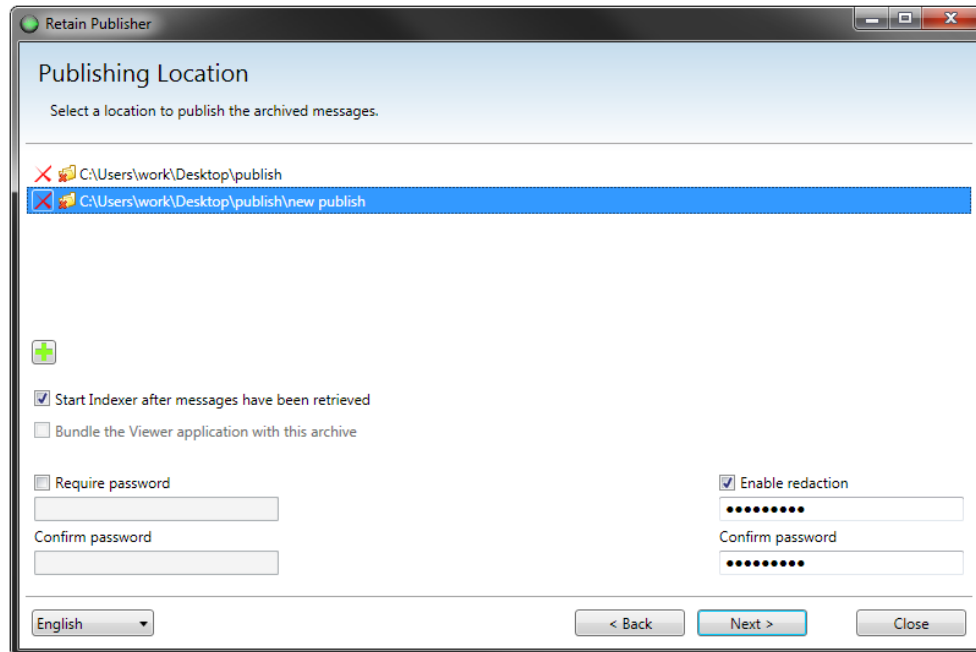 Retain Publisher
Publishing Location
Select a location to publish the archived messages.
C:\Users\work\Desktop\publish
C:\Users\work\Desktop\publish\new publish
Start Indexer after messages have been retrieved
Bundle the Viewer application with this archive
Require password
Enable redaction
●●●●●●●●●
Confirm password
Confirm password
●●●●●●●●●
English
< Back
Next >
Close